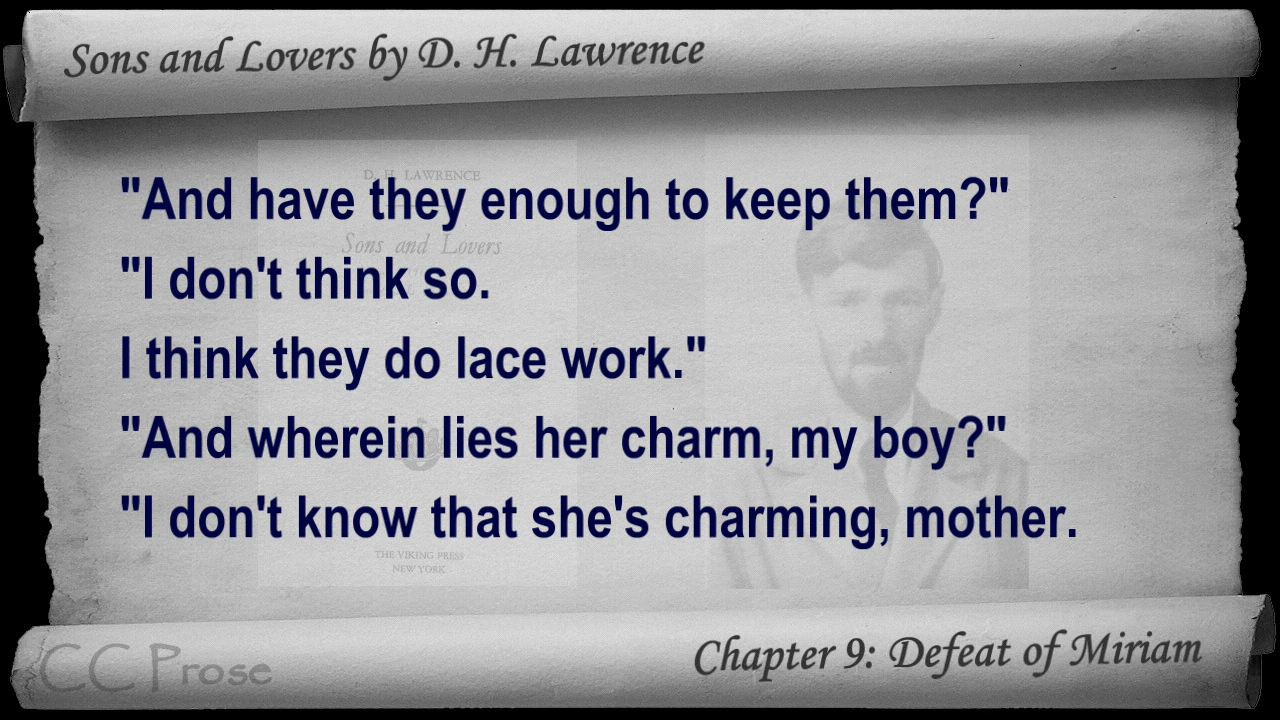 Sons and Lovers by D. H. Lawrence
D. H. LAWRENCE
"And have they enough to keep them?"
Sons and Lovers
"I don't think so.
I think they do lace work."
"And wherein lies her charm, my boy?"
"I don't know that she's charming, mother.
THE VIKING PRESS
NEW YORK
CC Prose
Chapter 9: Defeat of Miriam